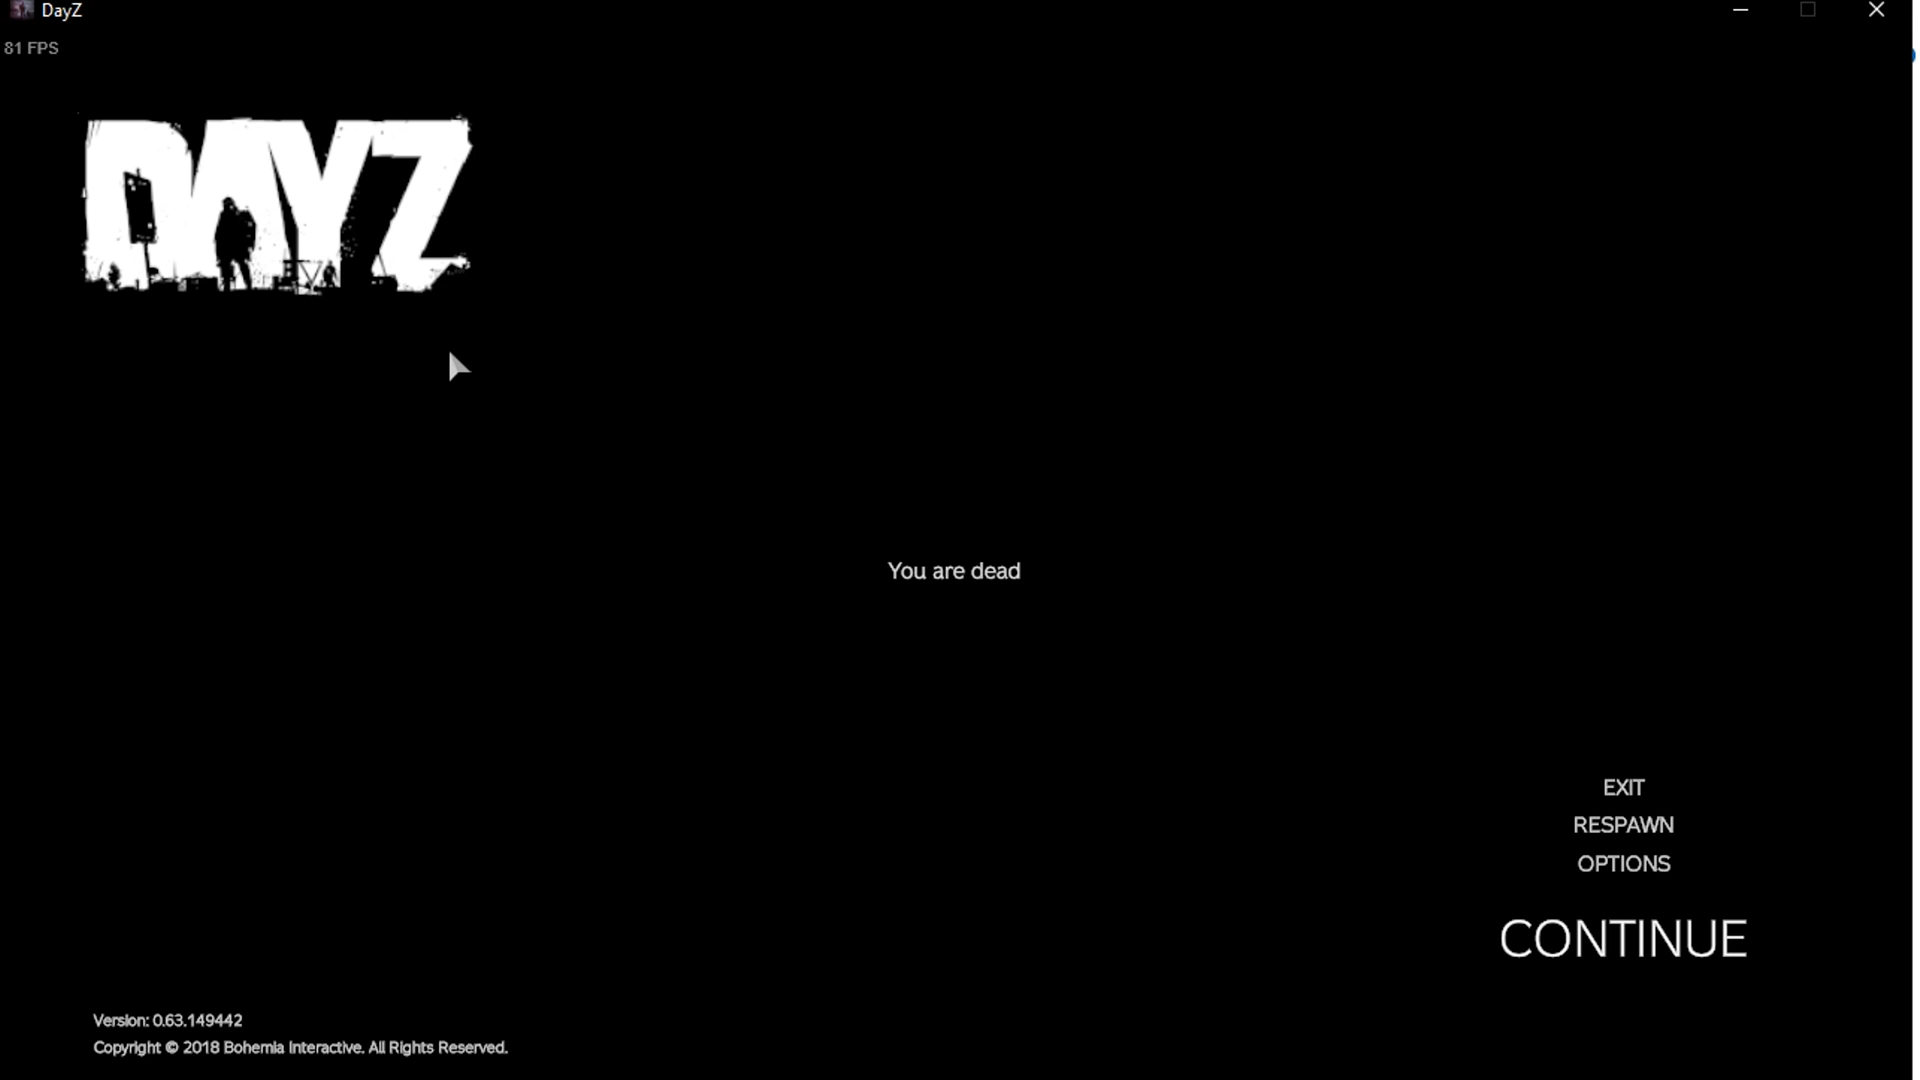 DayZ
81 FPS
DAYZ
You are dead
EXIT
RESPAWN
OPTIONS
CONTINUE
Version: 0.63.149442
Copyright © 2018 Bohemia Interactive. All Rights Reserved.